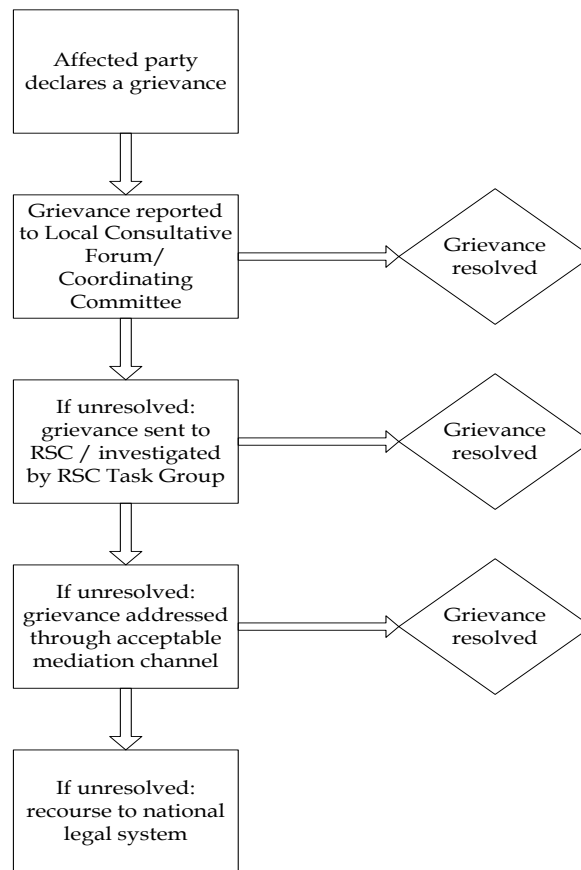 Affected party
declares a grievance
Grievance reported
to Local Consultative
Forum/
Coordinating
Committee
Grievance
resolved
If unresolved:
grievance sent to
RSC / investigated
by RSC Task Group
Grievance
resolved
If unresolved:
grievance addressed
through acceptable
mediation channel
Grievance
resolved
If unresolved:
recourse to national
legal system